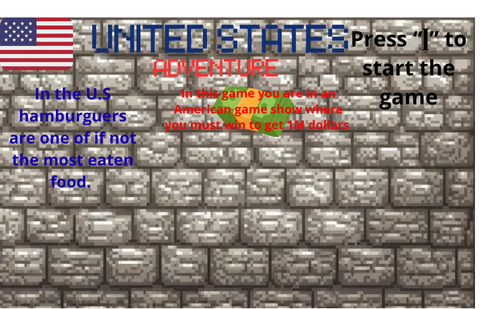 UNITED STATES
ADVENTURE
Press “]” to
start the
game
In the U.S
hamburguers
are one of if not
the most eaten
food.
In this game you are in an
American game show where
you must win to get 1M dollars